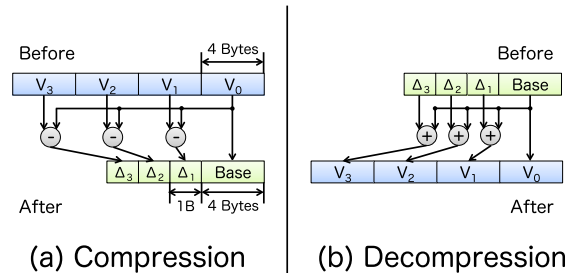 Before
4 Bytes
V3 V2 V1 V0
- - -
Δ3 Δ2 Δ1 Base
1B 4 Bytes
After
(a) Compression
Before
Δ3 Δ2 Δ1 Base
+ + +
V3 V2 V1 V0
After
(b) Decompression